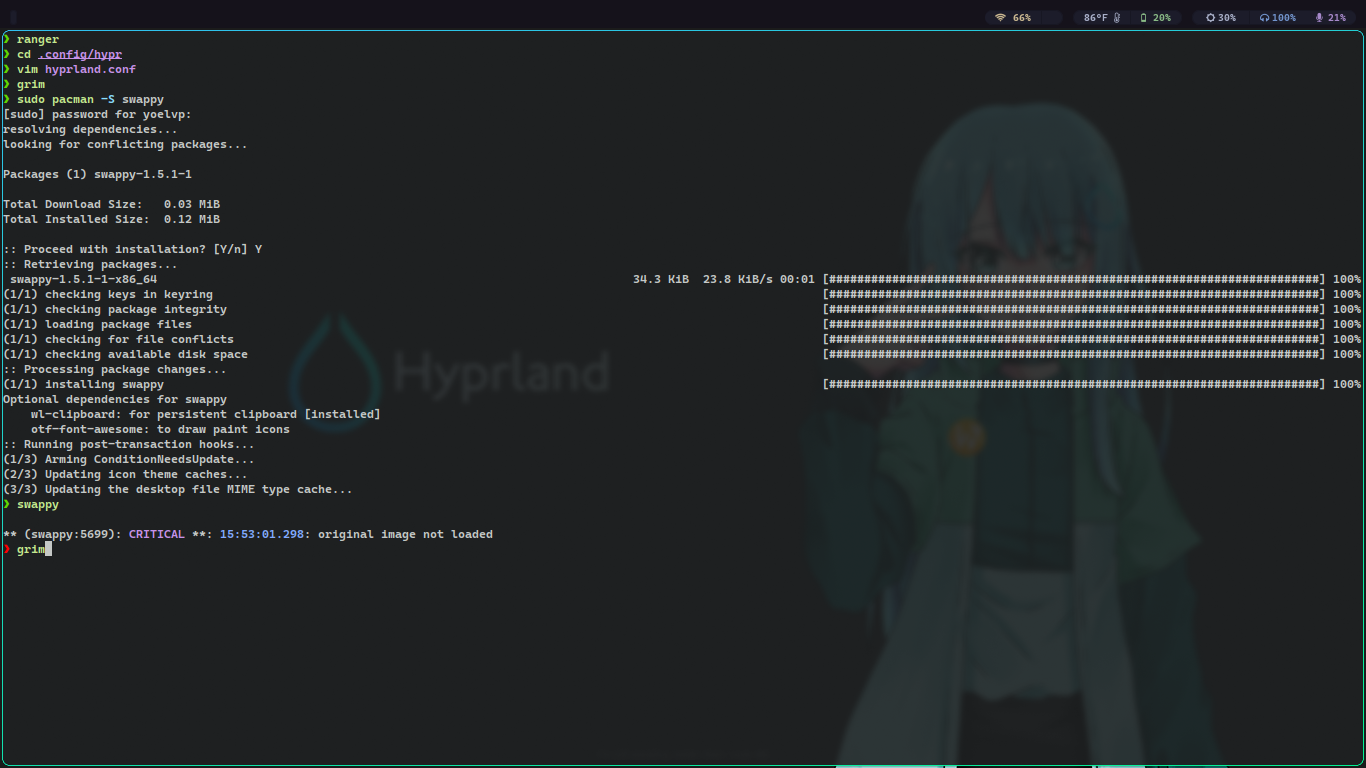 66% 86°F 20% 30% 100% 21%
❯ ranger
❯ cd .config/hypr
❯ vim hyprland.conf
❯ grim
❯ sudo pacman -S swappy
[sudo] password for yoelvp:
resolving dependencies...
looking for conflicting packages...
Packages (1) swappy-1.5.1-1
Total Download Size:   0.03 MiB
Total Installed Size:  0.12 MiB
:: Proceed with installation? [Y/n] Y
:: Retrieving packages...
swappy-1.5.1-1-x86_64 34.3 KiB  23.8 KiB/s 00:01 [######################################################################] 100%
(1/1) checking keys in keyring [######################################################################] 100%
(1/1) checking package integrity [######################################################################] 100%
(1/1) loading package files [######################################################################] 100%
(1/1) checking for file conflicts [######################################################################] 100%
(1/1) checking available disk space [######################################################################] 100%
:: Processing package changes...
(1/1) installing swappy [######################################################################] 100%
Optional dependencies for swappy
    wl-clipboard: for persistent clipboard [installed]
    otf-font-awesome: to draw paint icons
:: Running post-transaction hooks...
(1/3) Arming ConditionNeedsUpdate...
(2/3) Updating icon theme caches...
(3/3) Updating the desktop file MIME type cache...
❯ swappy
** (swappy:5699): CRITICAL **: 15:53:01.298: original image not loaded
❯ grim
Hyprland